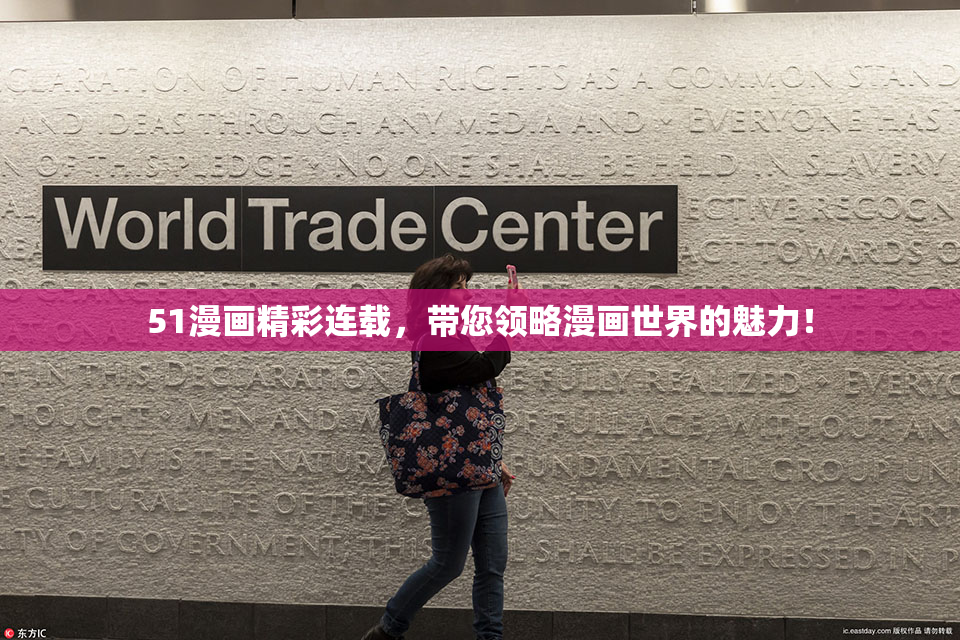 CLARATION OF HUMAN RIGHTS AS A COMMON STAND
AND IDEAS THROUGH ANY MEDIA AND • EVERYONE HAS T
N OF THIS PLEDGE • NO ONE SHALL BE HELD IN SLAVERY
World Trade Center
ECTIVE RECOGN
ACT TOWARDS O
51漫画精彩连载，带您领略漫画世界的魅力！
IN THIS DECLARATION
E FULLY REALIZED • EVERYO
THOUGHT
MEN AND
OF FULL AGE, WITHO
E FAMILY IS THE NATURA
FUNDAMENTAL GROUP
E CULTURAL LIFE OF THE COMMUNITY, TO ENJOY THE ART
TY OF GOVERNMENT; THIS
L SHALL BE EXPRESSED IN P
东方IC
ic.eastday.com 版权作品 请勿转载